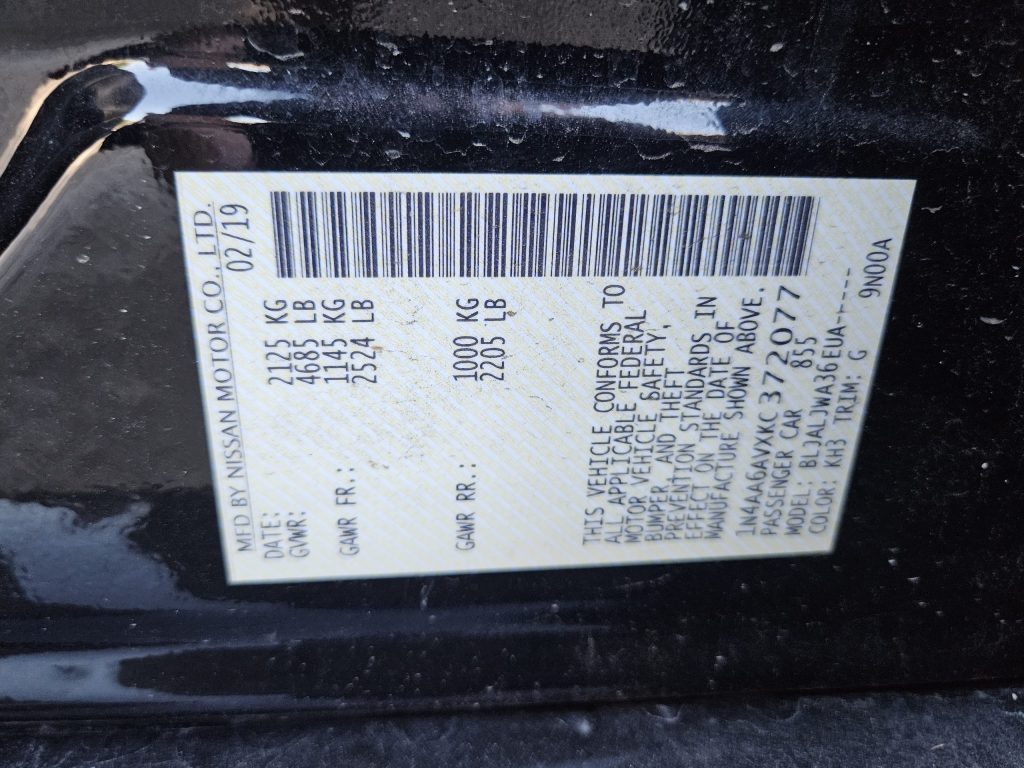 MFD BY NISSAN MOTOR CO., LTD.
DATE: 02/19
GVWR: 2125 KG
4685 LB
GAWR FR.: 1145 KG
2524 LB
GAWR RR.: 1000 KG
2205 LB
THIS VEHICLE CONFORMS TO
ALL APPLICABLE FEDERAL
MOTOR VEHICLE SAFETY,
BUMPER, AND THEFT
PREVENTION STANDARDS IN
EFFECT ON THE DATE OF
MANUFACTURE SHOWN ABOVE.
1N4AA6AVXKC372077
PASSENGER CAR 855
MODEL: BLJALJWA36EUA-----
COLOR: KH3 TRIM: G
9N00A